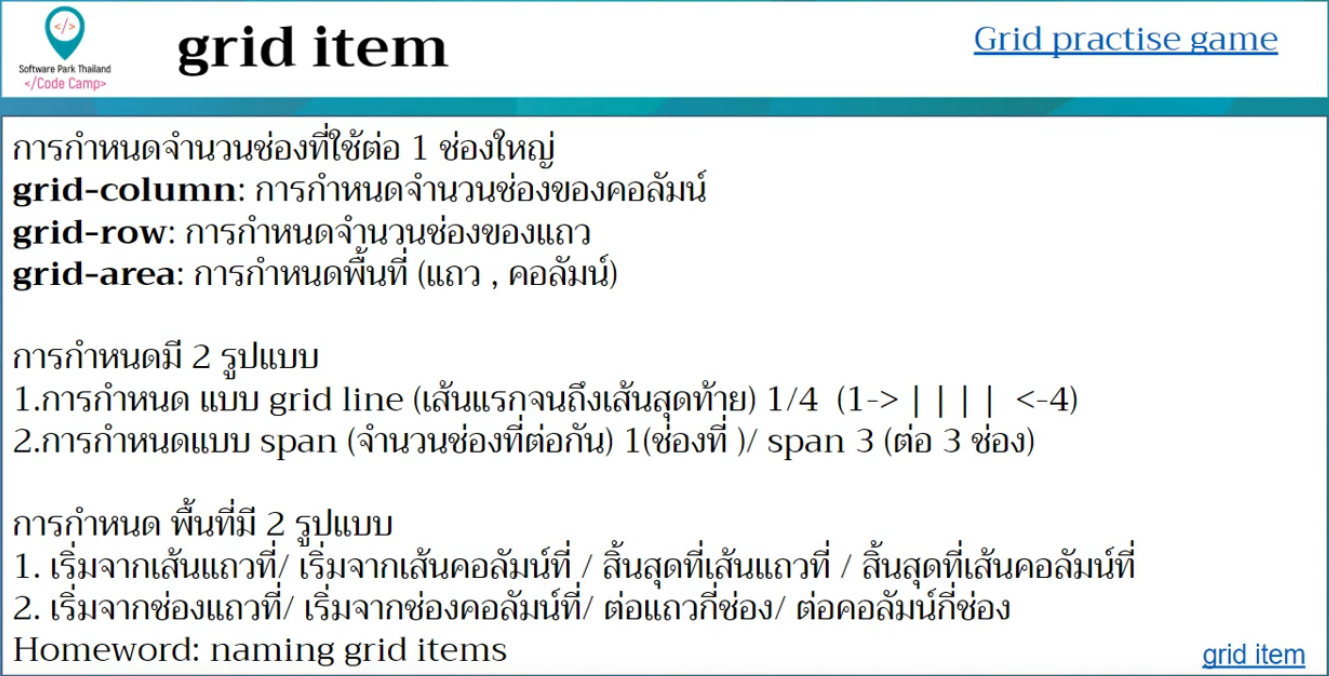 </>
Software Park Thailand
</Code Camp>
grid item
Grid practise game
การกำหนดจำนวนช่องที่ใช้ต่อ 1 ช่องใหญ่
grid-column: การกำหนดจำนวนช่องของคอลัมน์
grid-row: การกำหนดจำนวนช่องของแถว
grid-area: การกำหนดพื้นที่ (แถว , คอลัมน์)
การกำหนดมี 2 รูปแบบ
1.การกำหนด แบบ grid line (เส้นแรกจนถึงเส้นสุดท้าย) 1/4 (1-> | | | | <-4)
2.การกำหนดแบบ span (จำนวนช่องที่ต่อกัน) 1(ช่องที่ )/ span 3 (ต่อ 3 ช่อง)
การกำหนด พื้นที่มี 2 รูปแบบ
1. เริ่มจากเส้นแถวที่/ เริ่มจากเส้นคอลัมน์ที่ / สิ้นสุดที่เส้นแถวที่ / สิ้นสุดที่เส้นคอลัมน์ที่
2. เริ่มจากช่องแถวที่/ เริ่มจากช่องคอลัมน์ที่/ ต่อแถวกี่ช่อง/ ต่อคอลัมน์กี่ช่อง
Homeword: naming grid items
grid item